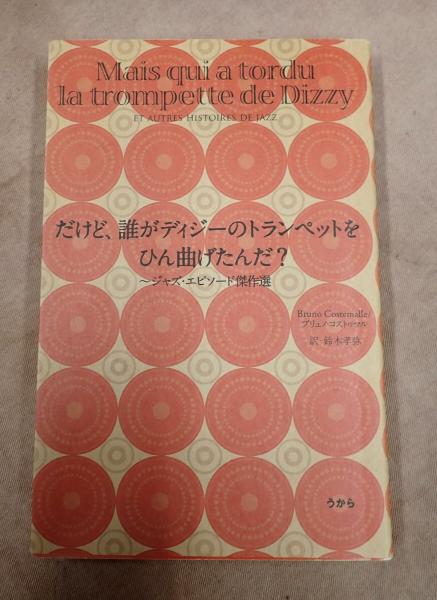 Mais qui a tordu
la trompette de Dizzy
ET AUTRES HISTOIRES DE JAZZ
だけど、誰がディジーのトランペットを
ひん曲げたんだ?
〜ジャズ・エピソード傑作選
Bruno Costemalle/
ブリュノ・コストゥマル
訳・鈴木孝弥
うから